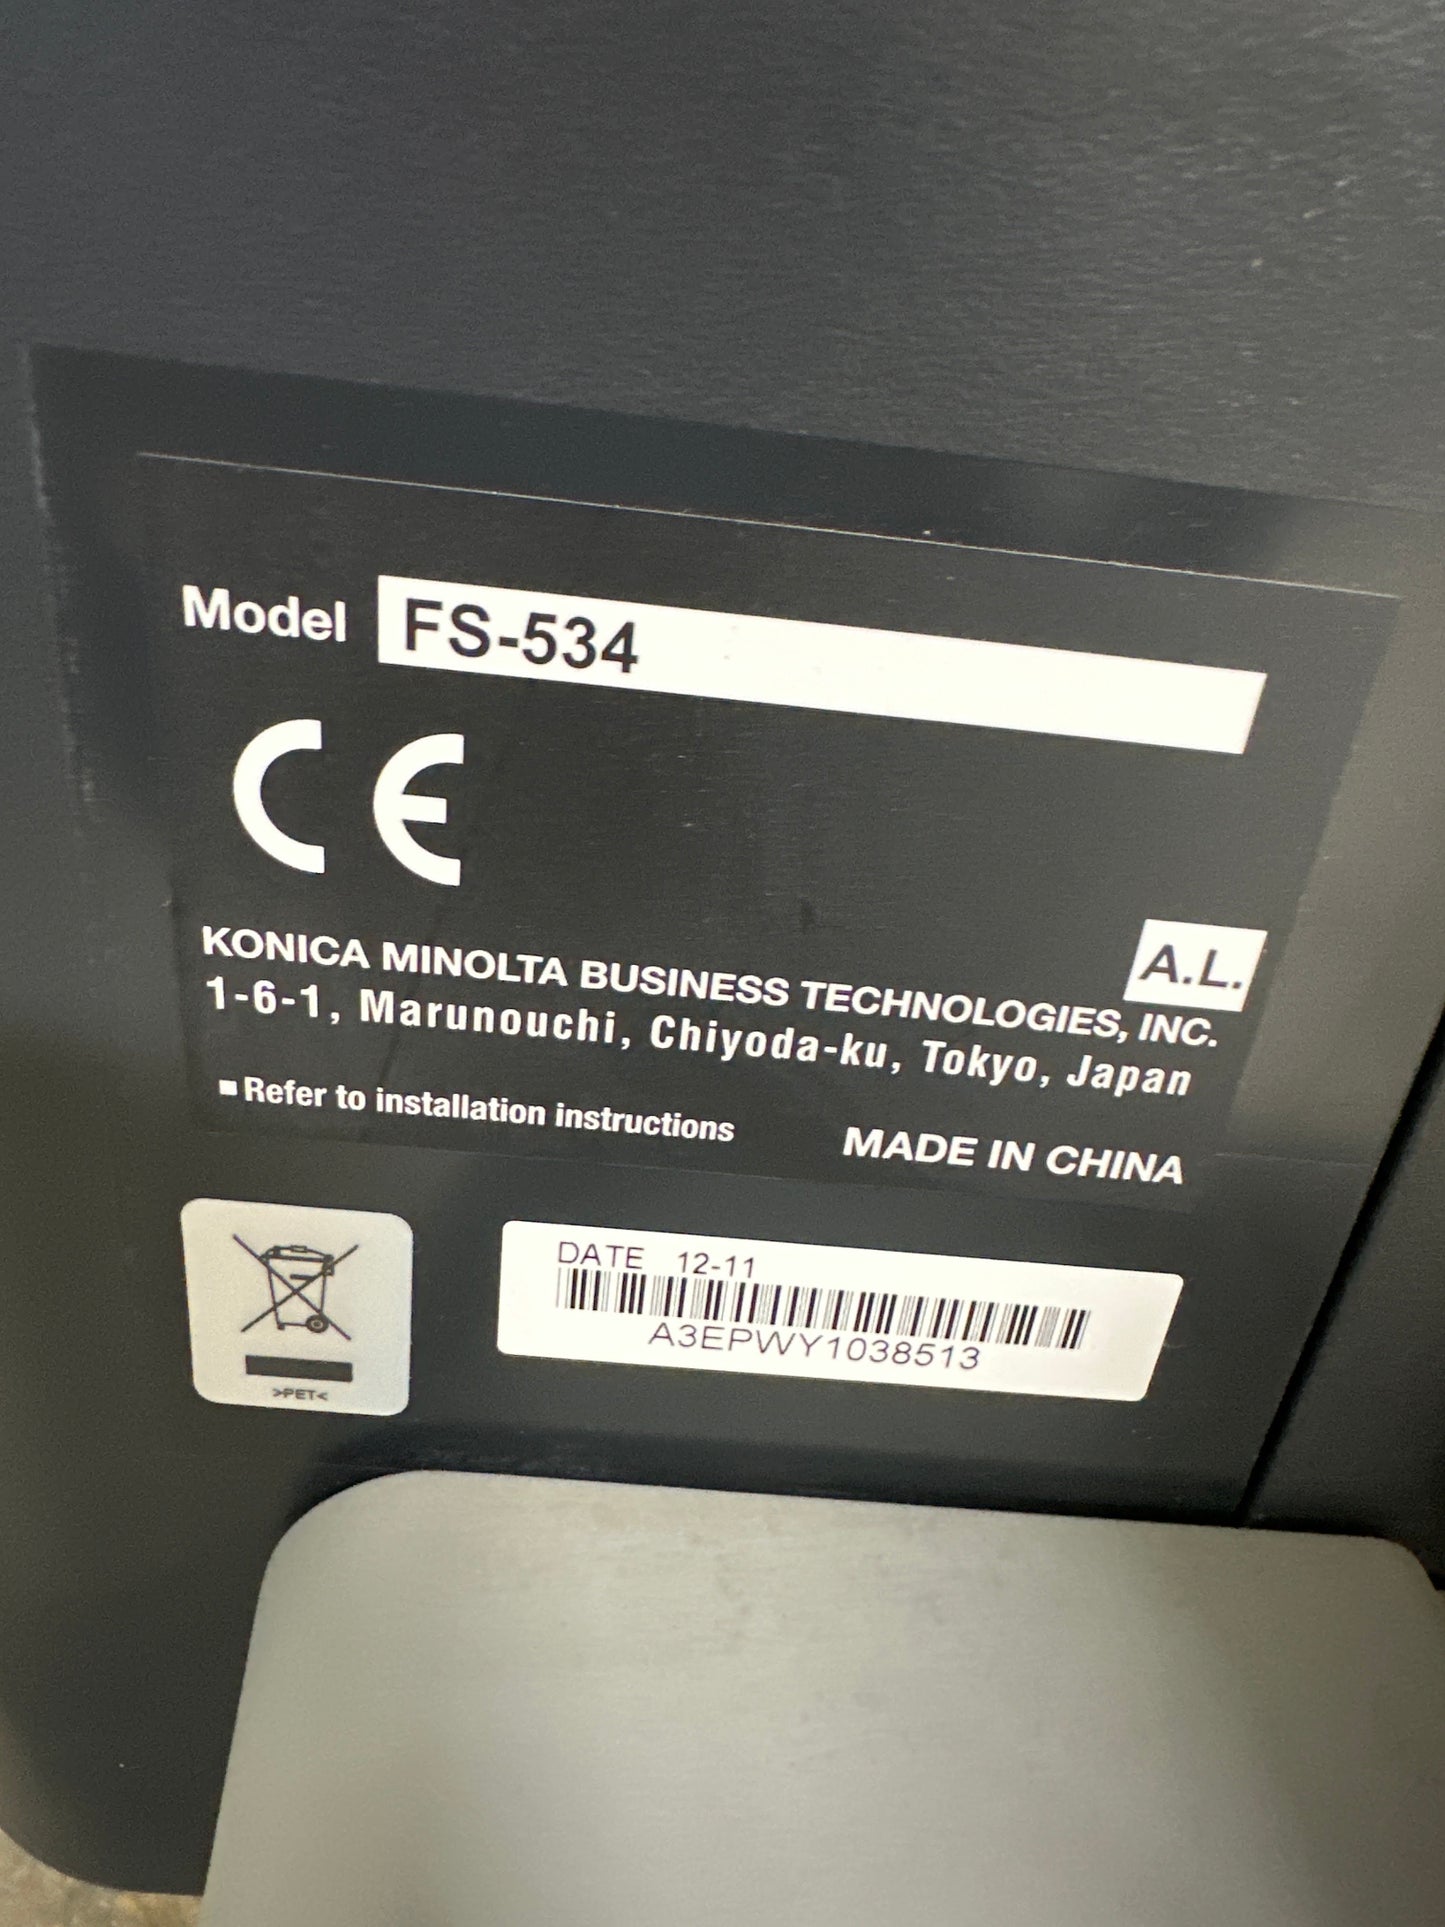 Model FS-534
CE
A.L.
KONICA MINOLTA BUSINESS TECHNOLOGIES, INC.
1-6-1, Marunouchi, Chiyoda-ku, Tokyo, Japan
■Refer to installation instructions
MADE IN CHINA
>PET<
DATE 12-11
A3EPWY1038513